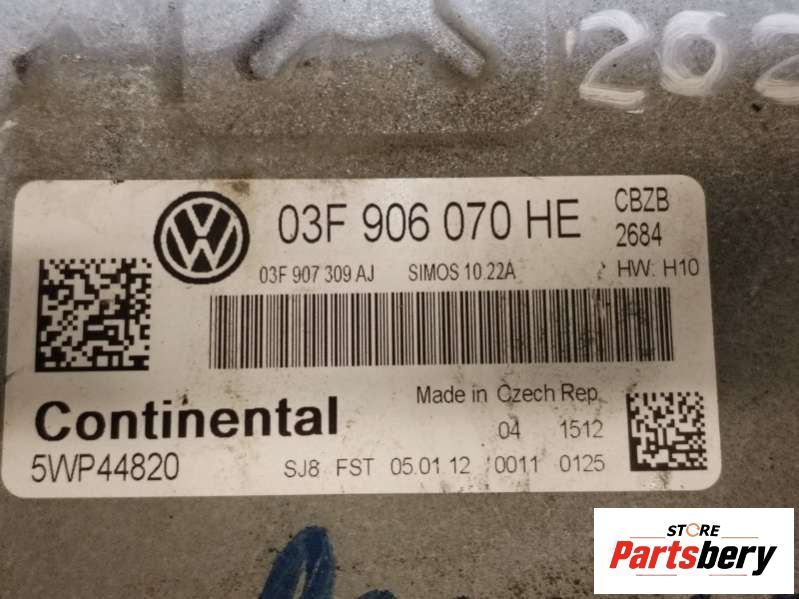 202
VW
03F 906 070 HE
CBZB
2684
03F 907 309 AJ SIMOS 10.22A HW: H10
Continental
Made in Czech Rep.
04 1512
5WP44820
SJ8 FST 05.01.12 0011 0125
STORE
Partsbery